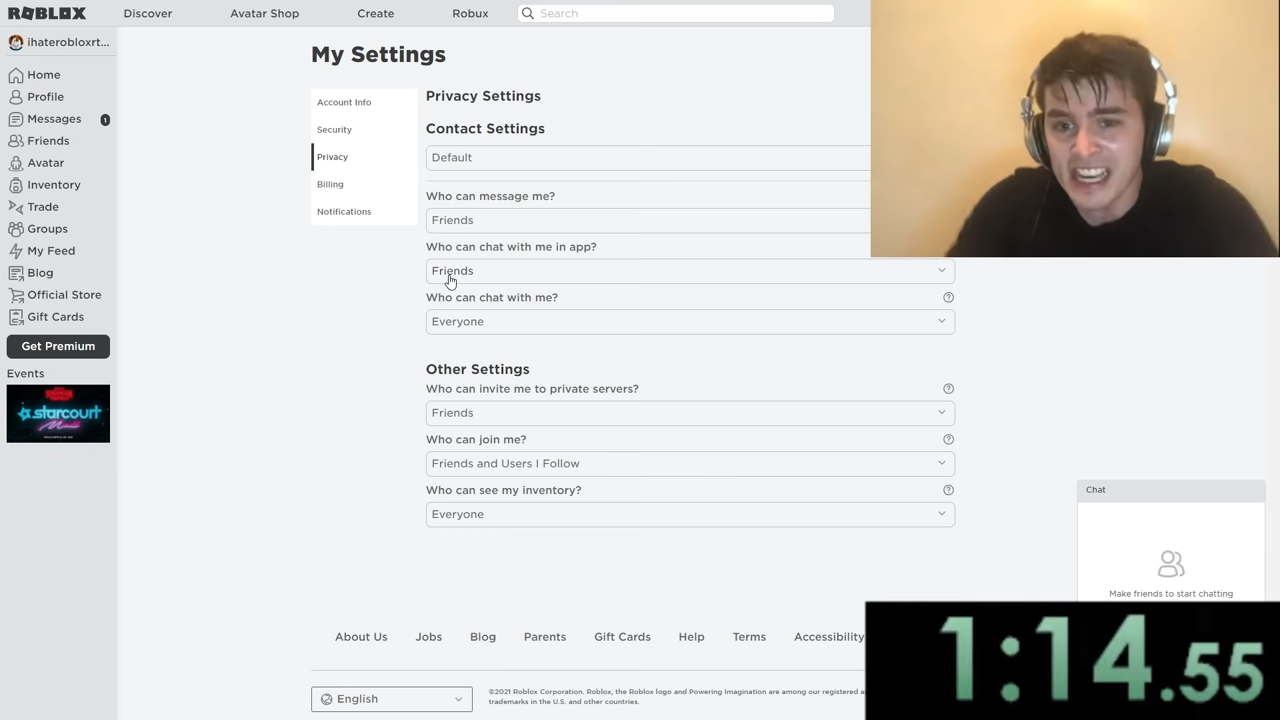 ROBLOX
Discover
Avatar Shop
Create
Robux
Search
ihaterobloxrt...
Home
Profile
Messages
1
Friends
Avatar
Inventory
Trade
Groups
My Feed
Blog
Official Store
Gift Cards
Get Premium
Events
starcourt
My Settings
Account Info
Security
Privacy
Billing
Notifications
Privacy Settings
Contact Settings
Default
Who can message me?
Friends
Who can chat with me in app?
Friends
Who can chat with me?
Everyone
Other Settings
Who can invite me to private servers?
Friends
Who can join me?
Friends and Users I Follow
Who can see my inventory?
Everyone
Chat
Make friends to start chatting
1:14.55
About Us
Jobs
Blog
Parents
Gift Cards
Help
Terms
Accessibility
English
©2021 Roblox Corporation. Roblox, the Roblox logo and Powering Imagination are among our registered
trademarks in the U.S. and other countries.